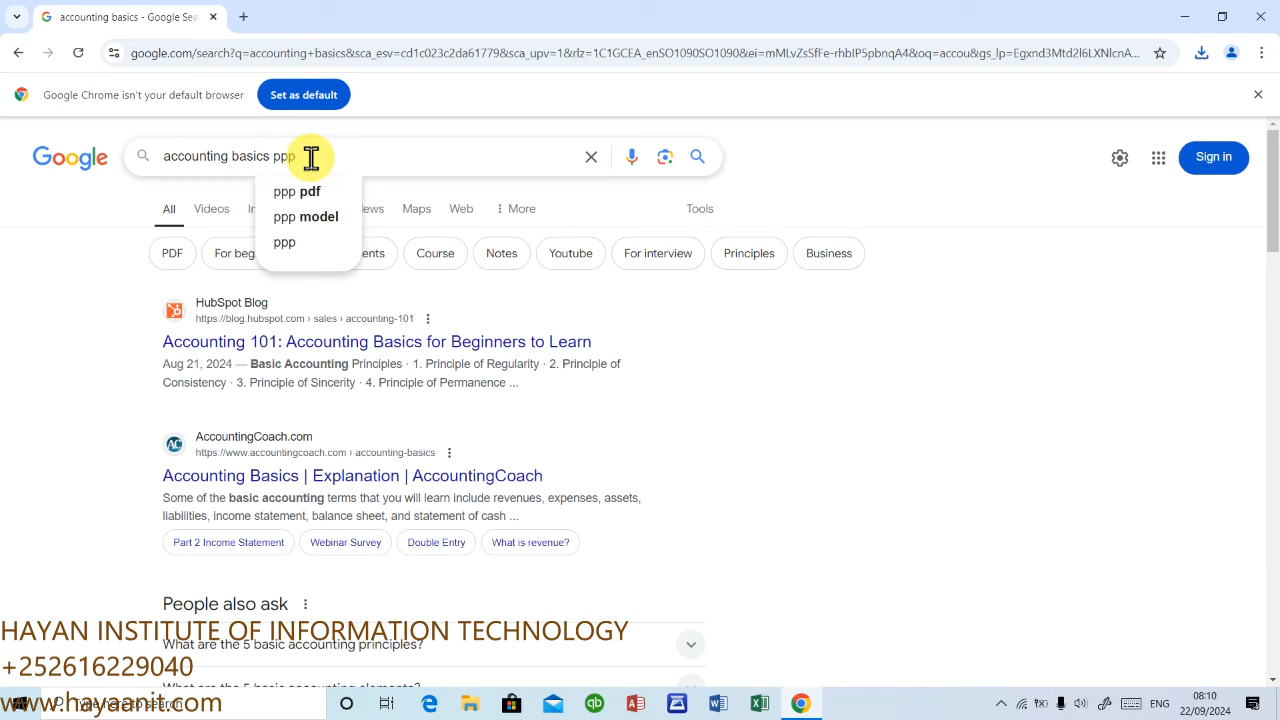 accounting basics - Google Sea
google.com/search?q=accounting+basics&sca_esv=cd1c023c2da61779&sca_upv=1&rlz=1C1GCEA_enSO1090SO1090&ei=mMLvZsSfFe-rhbIP5pbnqA4&oq=accou&gs_lp=Egxnd3Mtd2l6LXNlcnA...
Google Chrome isn't your default browser
Set as default
Google
accounting basics ppp
Sign in
ppp pdf
ppp model
ppp
All
Videos
Maps
Web
More
Tools
PDF
Course
Notes
Youtube
For interview
Principles
Business
HubSpot Blog
https://blog.hubspot.com › sales › accounting-101
Accounting 101: Accounting Basics for Beginners to Learn
Aug 21, 2024 — Basic Accounting Principles · 1. Principle of Regularity · 2. Principle of
Consistency · 3. Principle of Sincerity · 4. Principle of Permanence ...
AccountingCoach.com
https://www.accountingcoach.com › accounting-basics
Accounting Basics | Explanation | AccountingCoach
Some of the basic accounting terms that you will learn include revenues, expenses, assets,
liabilities, income statement, balance sheet, and statement of cash ...
Part 2 Income Statement
Webinar Survey
Double Entry
What is revenue?
People also ask
HAYAN INSTITUTE OF INFORMATION TECHNOLOGY
What are the 5 basic accounting principles?
+252616229040
What are the 5 basic accounting elements?
www.hayaanit.com
08:10
22/09/2024